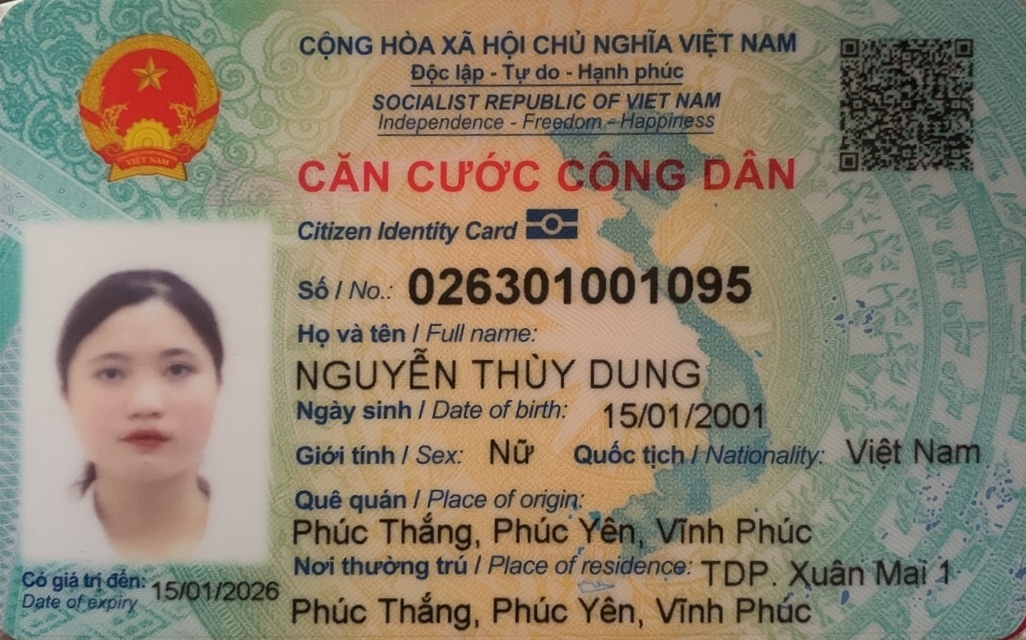 CỘNG HÒA XÃ HỘI CHỦ NGHĨA VIỆT NAM
Độc lập - Tự do - Hạnh phúc
SOCIALIST REPUBLIC OF VIET NAM
Independence - Freedom - Happiness
VIỆT NAM
CĂN CƯỚC CÔNG DÂN
Citizen Identity Card
Số / No.: 026301001095
Họ và tên / Full name:
NGUYỄN THÙY DUNG
Ngày sinh / Date of birth: 15/01/2001
Giới tính / Sex: Nữ Quốc tịch / Nationality: Việt Nam
Quê quán / Place of origin:
Phúc Thắng, Phúc Yên, Vĩnh Phúc
Nơi thường trú / Place of residence: TDP. Xuân Mai 1
Phúc Thắng, Phúc Yên, Vĩnh Phúc
Có giá trị đến: 15/01/2026
Date of expiry